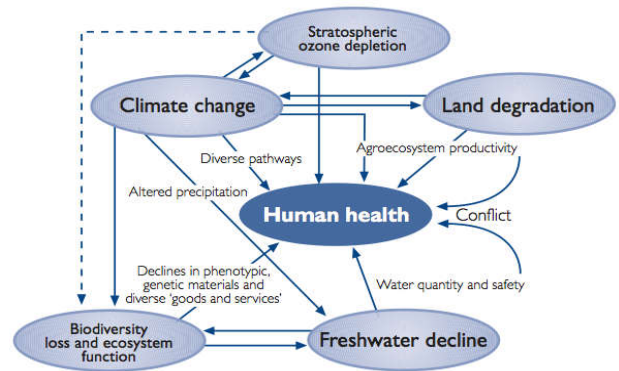 Stratospheric
ozone depletion
Climate change
Land degradation
Diverse pathways
Agroecosystem productivity
Altered precipitation
Human health
Conflict
Declines in phenotypic,
genetic materials and
diverse ‘goods and services’
Water quantity and safety
Biodiversity
loss and ecosystem
function
Freshwater decline